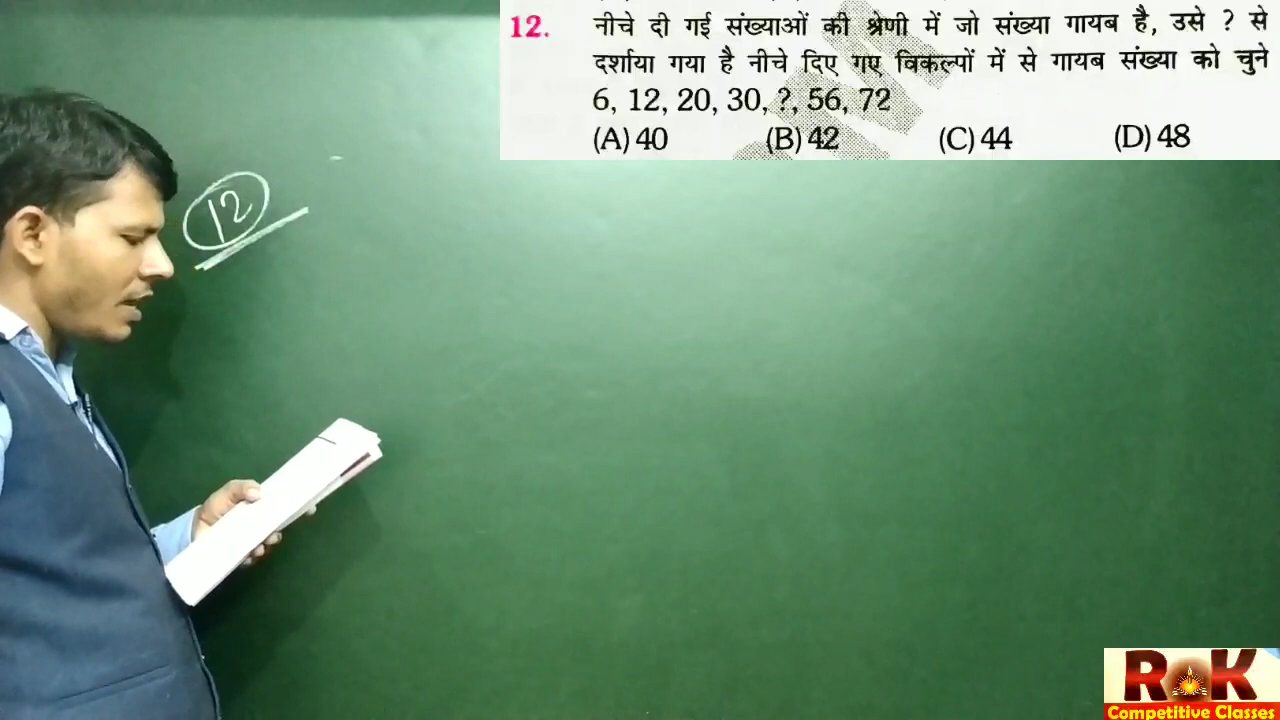 12. नीचे दी गई संख्याओं की श्रेणी में जो संख्या गायब है, उसे ? से
दर्शाया गया है नीचे दिए गए विकल्पों में से गायब संख्या को चुने
6, 12, 20, 30, ?, 56, 72
(A) 40 (B) 42 (C) 44 (D) 48
12
RK
Competitive Classes